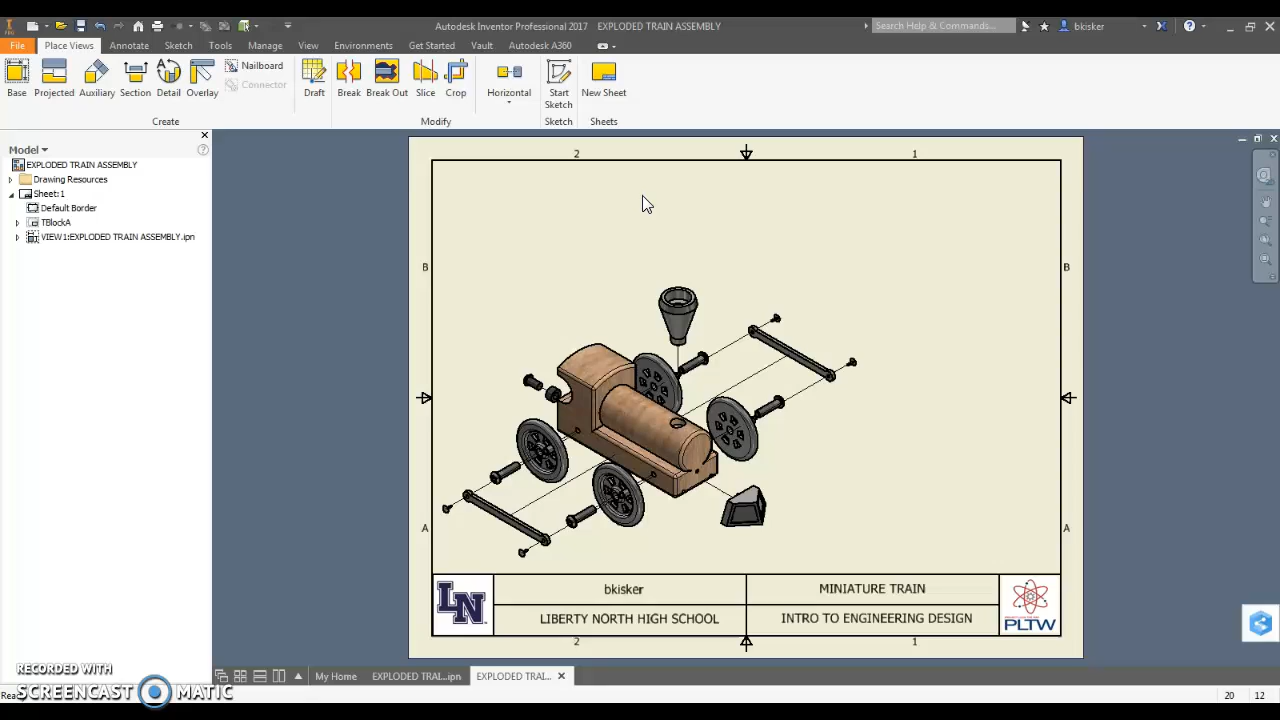 Autodesk Inventor Professional 2017 EXPLODED TRAIN ASSEMBLY
Search Help & Commands...
bkisker
File Place Views Annotate Sketch Tools Manage View Environments Get Started Vault Autodesk A360
Base Projected Auxiliary Section Detail Overlay
Nailboard
Connector
Draft
Break Break Out Slice Crop
Horizontal
Start Sketch
New Sheet
Create Modify Sketch Sheets
Model
EXPLODED TRAIN ASSEMBLY
Drawing Resources
Sheet:1
Default Border
TBlockA
VIEW1:EXPLODED TRAIN ASSEMBLY.ipn
2 1
B B
A A
LN
bkisker MINIATURE TRAIN
LIBERTY NORTH HIGH SCHOOL INTRO TO ENGINEERING DESIGN
PLTW
2 1
My Home EXPLODED TRAI...ipn EXPLODED TRAI...
RECORDED WITH
SCREENCAST MATIC
Rea
20 12